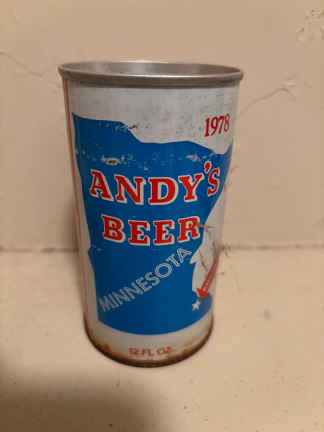 1978
ANDY'S
BEER
MINNESOTA
12 FL. OZ.